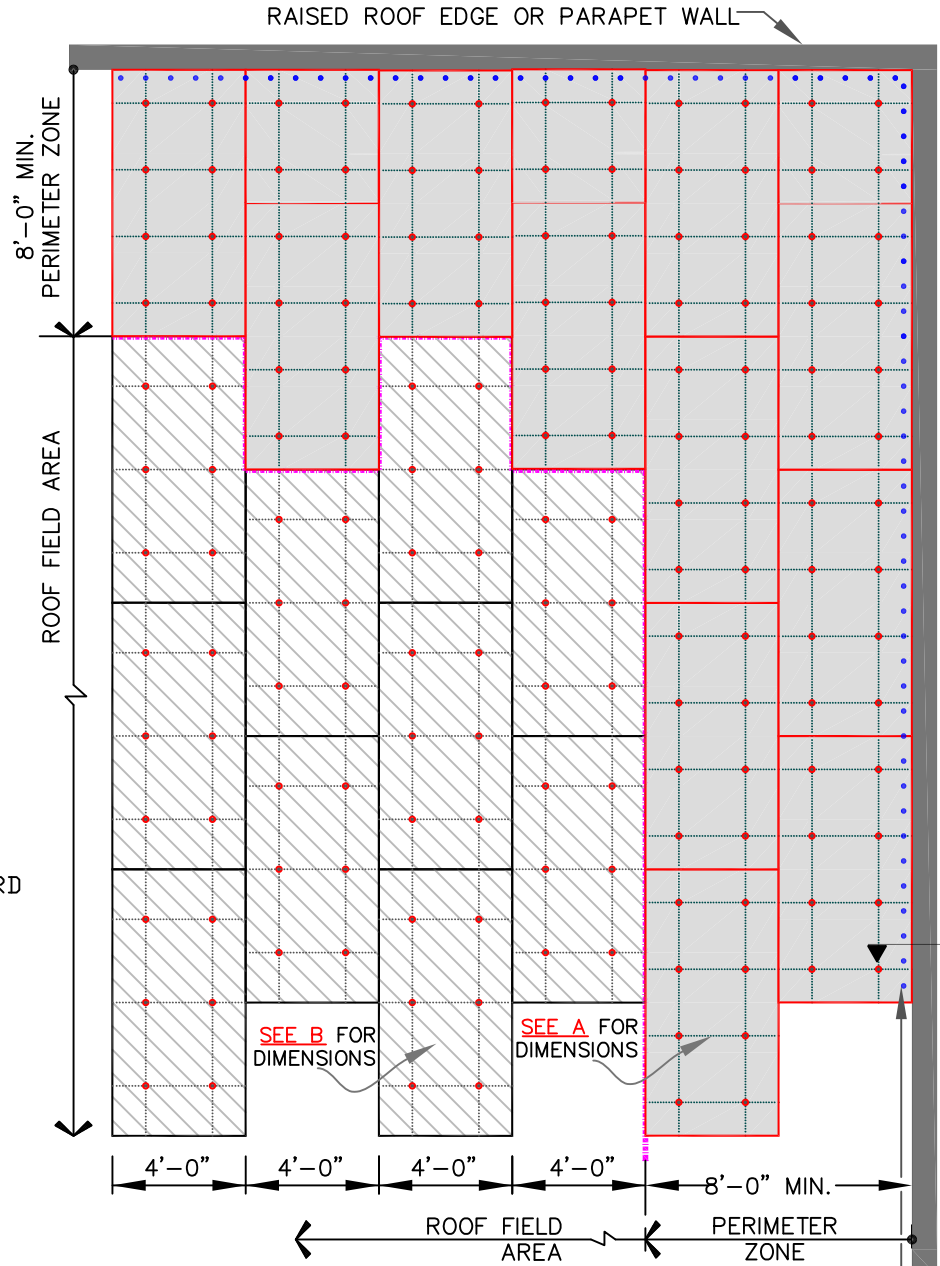 RAISED ROOF EDGE OR PARAPET WALL
8'-0" MIN.
PERIMETER ZONE
ROOF FIELD AREA
RD
SEE B FOR
DIMENSIONS
SEE A FOR
DIMENSIONS
4'-0"
4'-0"
4'-0"
4'-0"
8'-0" MIN.
ROOF FIELD
AREA
PERIMETER
ZONE